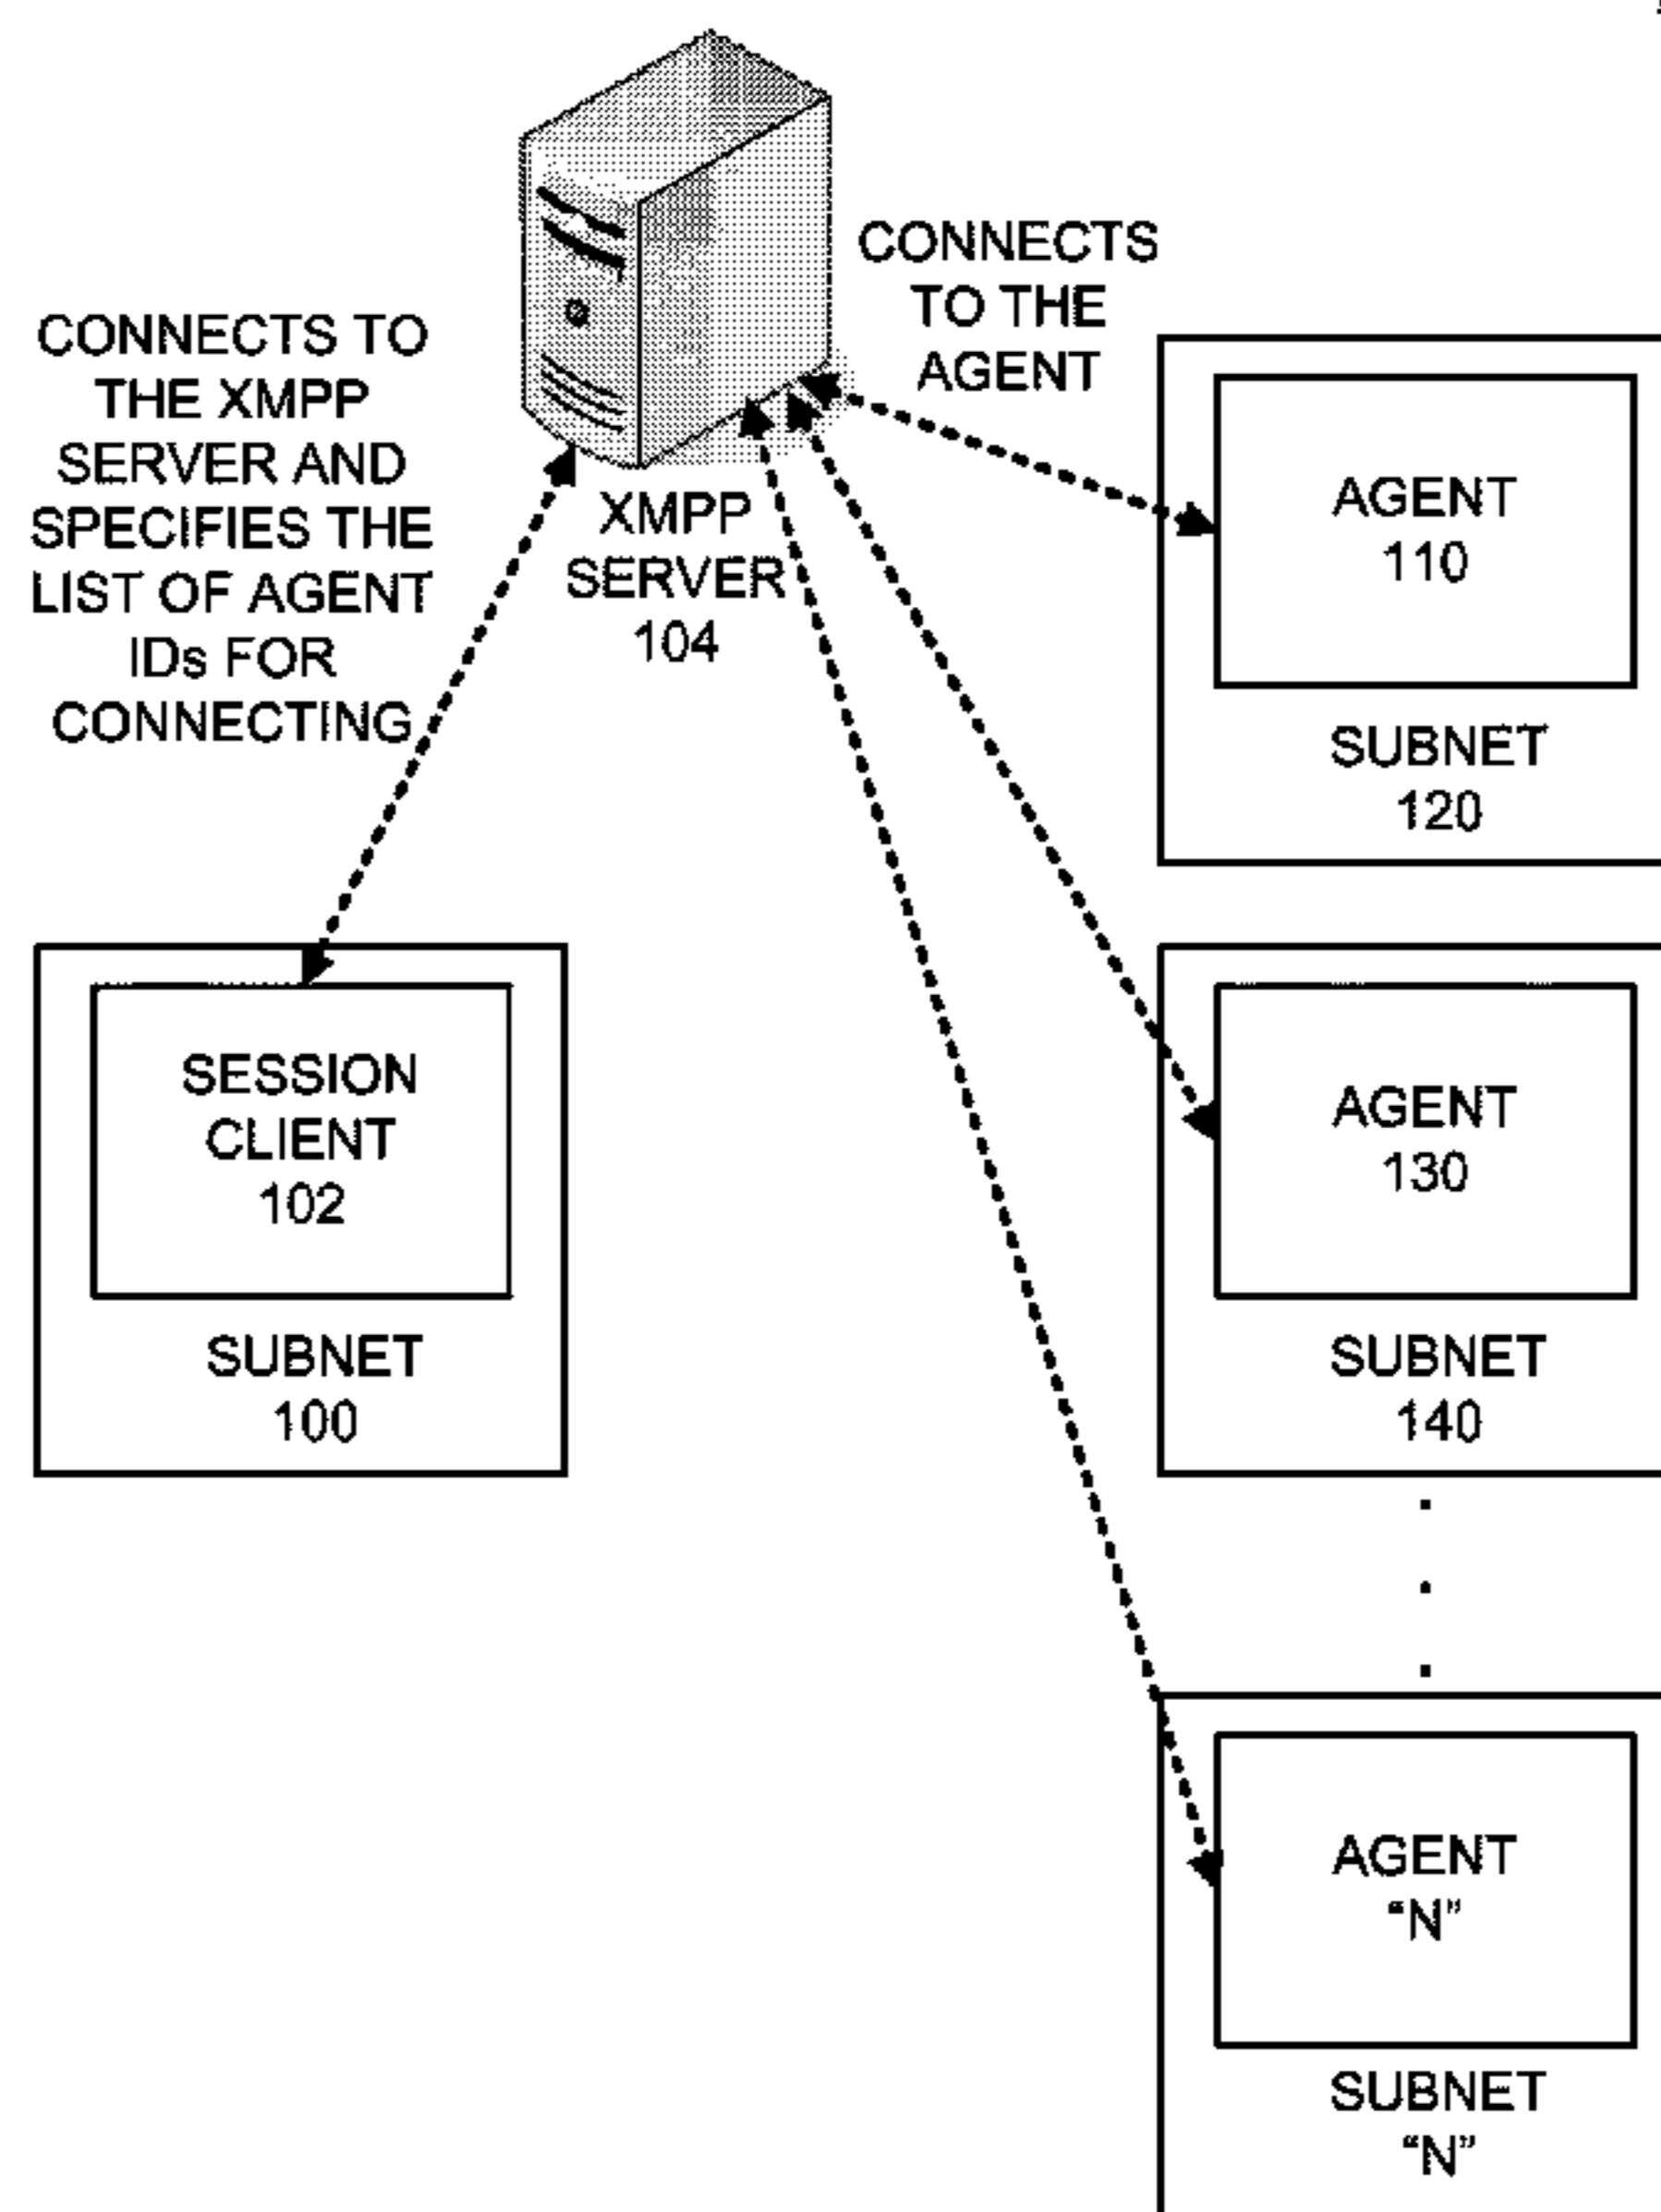 CONNECTS TO
THE XMPP
SERVER AND
SPECIFIES THE
LIST OF AGENT
IDs FOR
CONNECTING
XMPP
SERVER
104
CONNECTS
TO THE
AGENT
AGENT
110
SUBNET
120
SESSION
CLIENT
102
SUBNET
100
AGENT
130
SUBNET
140
AGENT
“N”
SUBNET
“N”